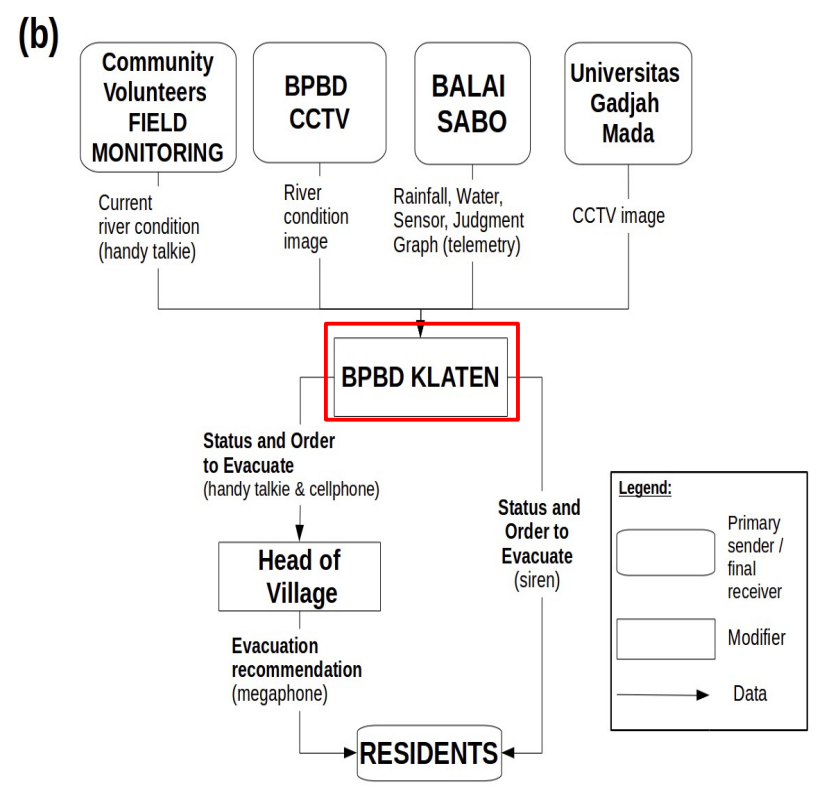 (b)
Community
Volunteers
FIELD
MONITORING
BPBD
CCTV
BALAI
SABO
Universitas
Gadjah
Mada
Current
river condition
(handy talkie)
River
condition
image
Rainfall, Water,
Sensor, Judgment
Graph (telemetry)
CCTV image
BPBD KLATEN
Status and Order
to Evacuate
(handy talkie & cellphone)
Status and
Order to
Evacuate
(siren)
Head of
Village
Evacuation
recommendation
(megaphone)
RESIDENTS
Legend:
Primary
sender /
final
receiver
Modifier
Data